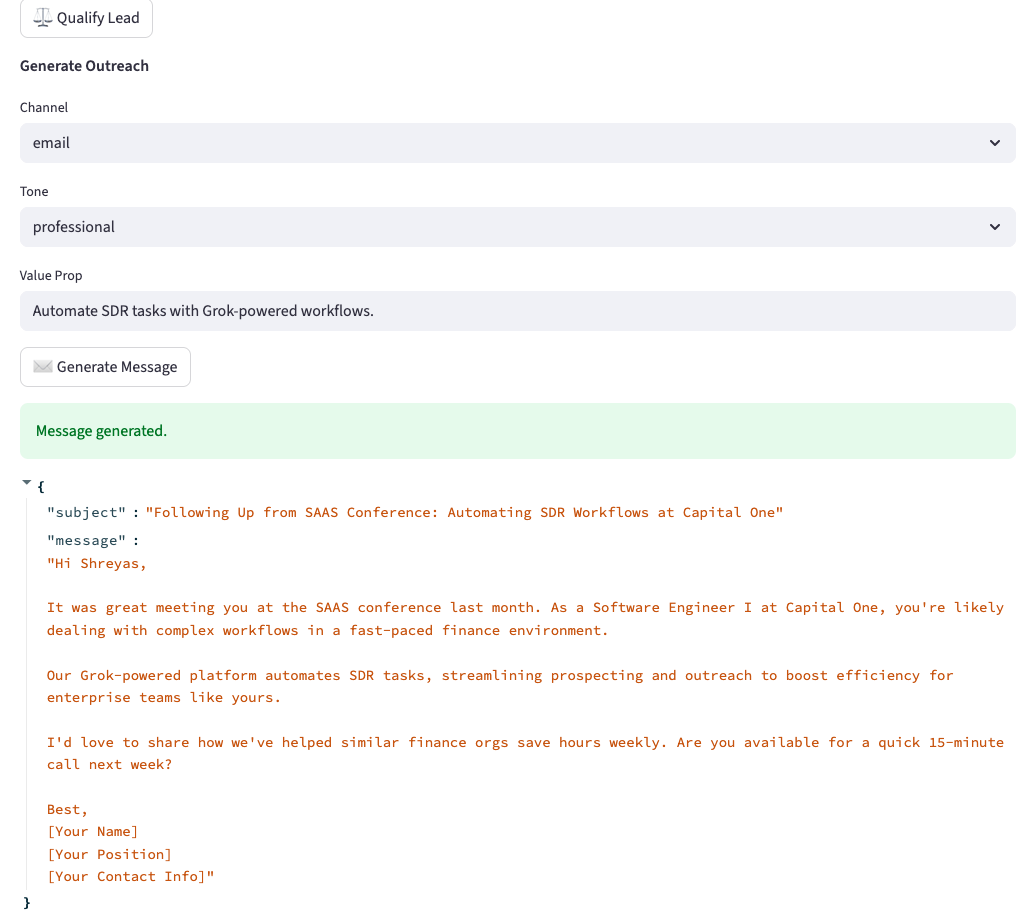 Qualify Lead
Generate Outreach
Channel
email
Tone
professional
Value Prop
Automate SDR tasks with Grok-powered workflows.
Generate Message
Message generated.
{
"subject" : "Following Up from SAAS Conference: Automating SDR Workflows at Capital One"
"message" :
"Hi Shreyas,
It was great meeting you at the SAAS conference last month. As a Software Engineer I at Capital One, you're likely
dealing with complex workflows in a fast-paced finance environment.
Our Grok-powered platform automates SDR tasks, streamlining prospecting and outreach to boost efficiency for
enterprise teams like yours.
I'd love to share how we've helped similar finance orgs save hours weekly. Are you available for a quick 15-minute
call next week?
Best,
[Your Name]
[Your Position]
[Your Contact Info]"
}